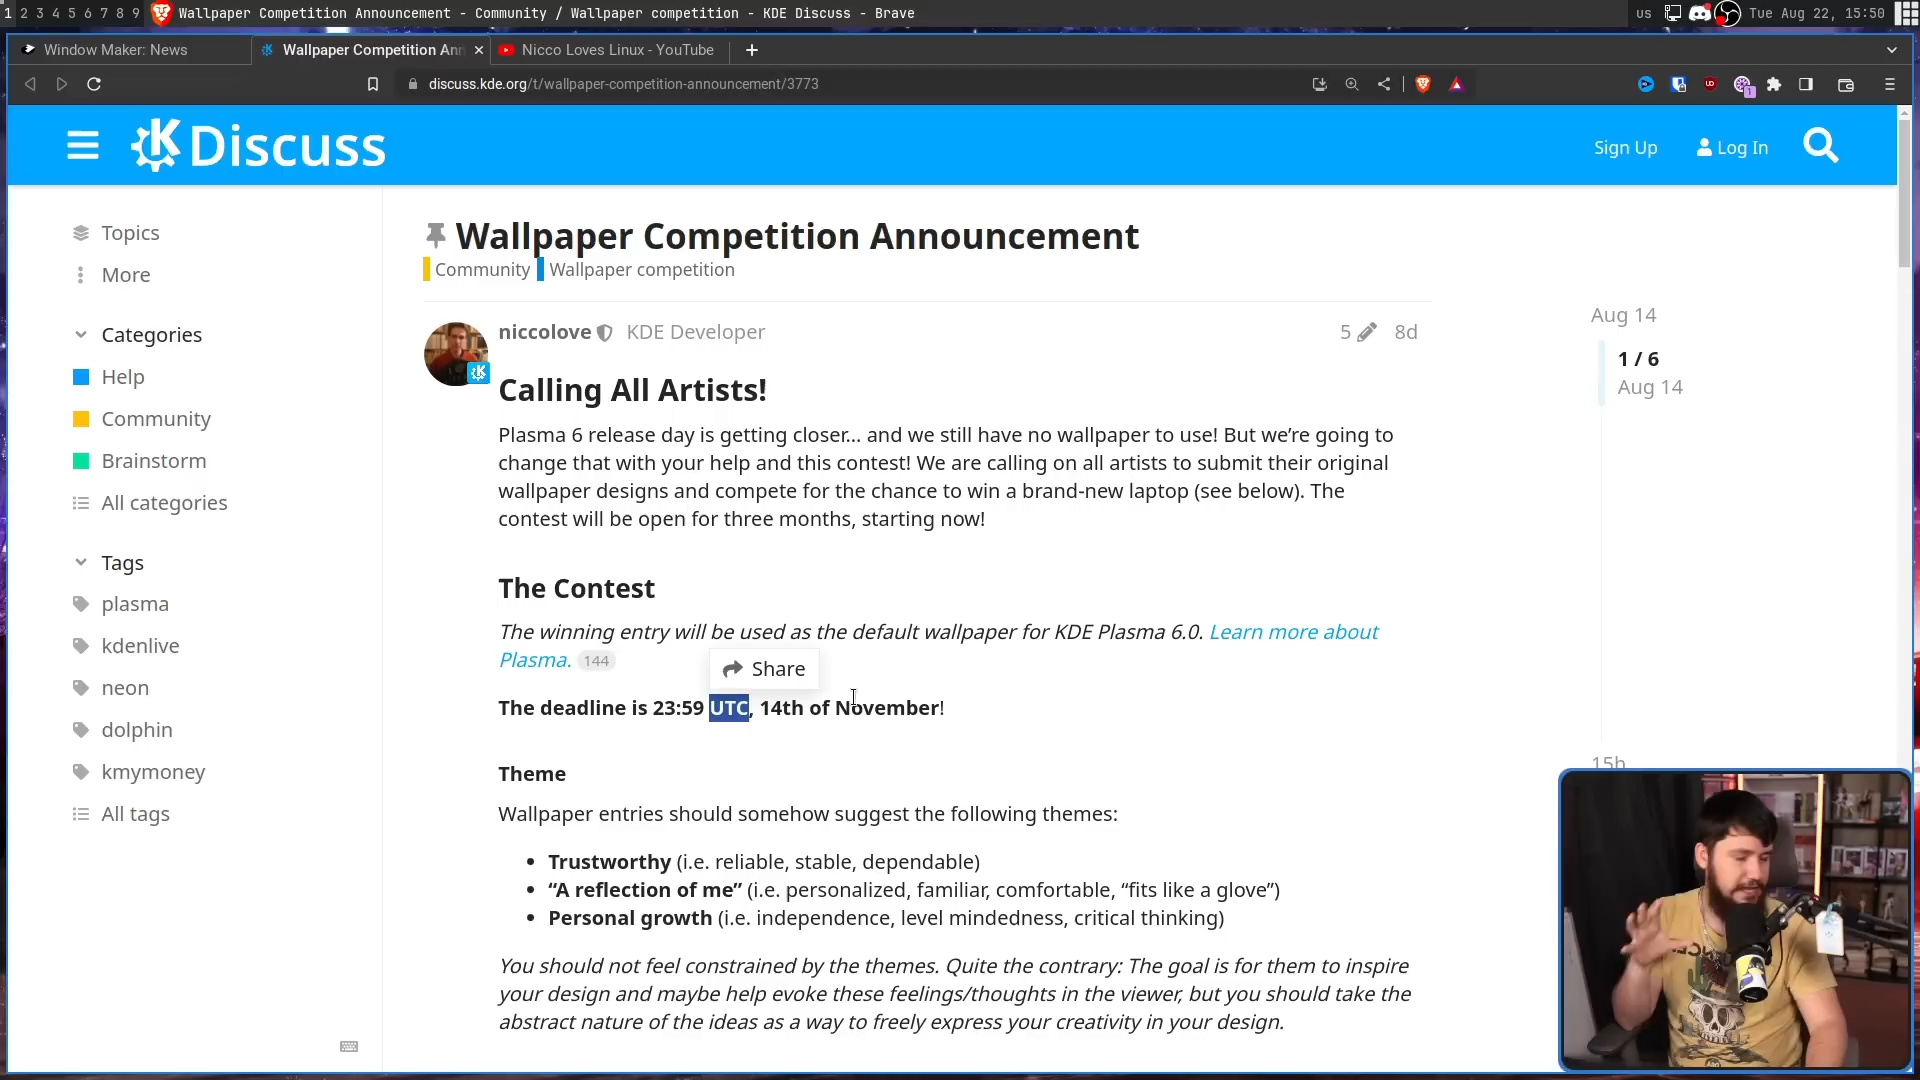 1 2 3 4 5 6 7 8 9 Wallpaper Competition Announcement - Community / Wallpaper competition - KDE Discuss - Brave us Tue Aug 22, 15:50
Window Maker: News Wallpaper Competition Ann Nicco Loves Linux - YouTube
discuss.kde.org/t/wallpaper-competition-announcement/3773
Discuss
Sign Up Log In
Topics
More
Categories
Help
Community
Brainstorm
All categories
Tags
plasma
kdenlive
neon
dolphin
kmymoney
All tags
Wallpaper Competition Announcement
Community Wallpaper competition
niccolove KDE Developer 5 8d
Calling All Artists!
Plasma 6 release day is getting closer... and we still have no wallpaper to use! But we’re going to
change that with your help and this contest! We are calling on all artists to submit their original
wallpaper designs and compete for the chance to win a brand-new laptop (see below). The
contest will be open for three months, starting now!
The Contest
The winning entry will be used as the default wallpaper for KDE Plasma 6.0. Learn more about
Plasma. 144
Share
The deadline is 23:59 UTC, 14th of November!
Theme
Wallpaper entries should somehow suggest the following themes:
• Trustworthy (i.e. reliable, stable, dependable)
• “A reflection of me” (i.e. personalized, familiar, comfortable, “fits like a glove”)
• Personal growth (i.e. independence, level mindedness, critical thinking)
You should not feel constrained by the themes. Quite the contrary: The goal is for them to inspire
your design and maybe help evoke these feelings/thoughts in the viewer, but you should take the
abstract nature of the ideas as a way to freely express your creativity in your design.
Aug 14
1 / 6
Aug 14
15h